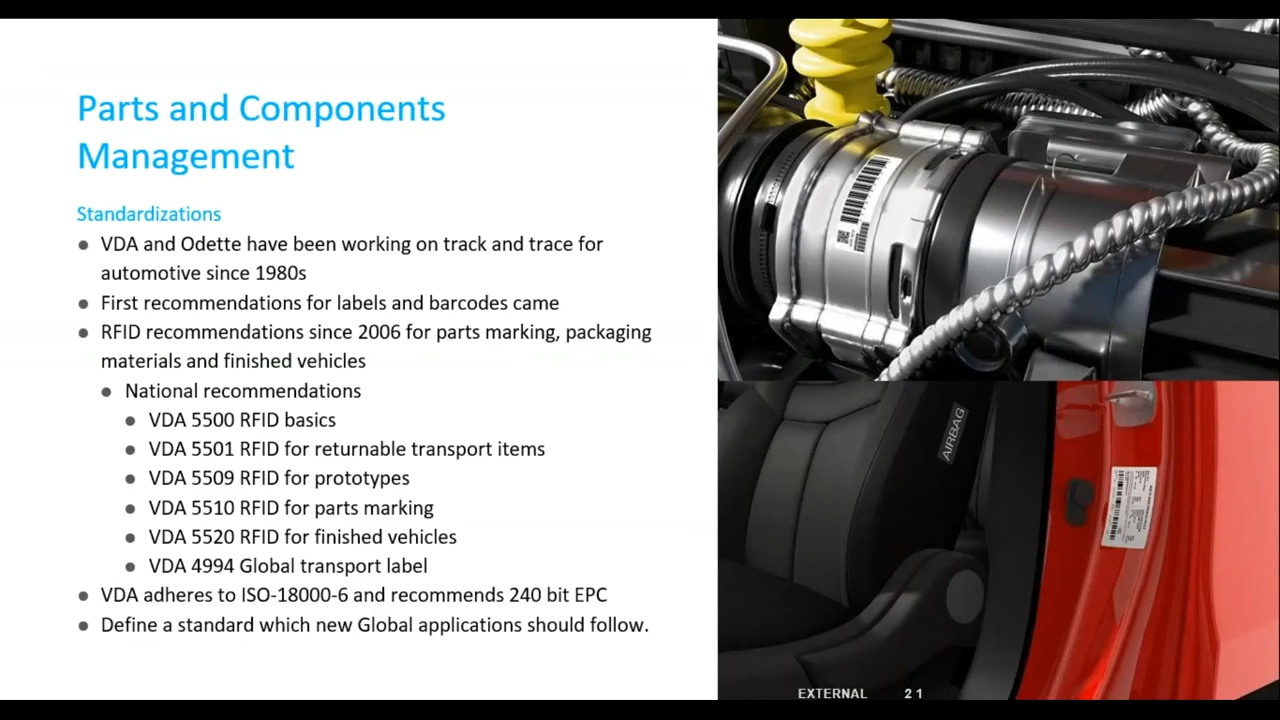 Parts and Components
Management
Standardizations
● VDA and Odette have been working on track and trace for
automotive since 1980s
● First recommendations for labels and barcodes came
● RFID recommendations since 2006 for parts marking, packaging
materials and finished vehicles
● National recommendations
● VDA 5500 RFID basics
● VDA 5501 RFID for returnable transport items
● VDA 5509 RFID for prototypes
● VDA 5510 RFID for parts marking
● VDA 5520 RFID for finished vehicles
● VDA 4994 Global transport label
● VDA adheres to ISO-18000-6 and recommends 240 bit EPC
● Define a standard which new Global applications should follow.
AIRBAG
EXTERNAL 21